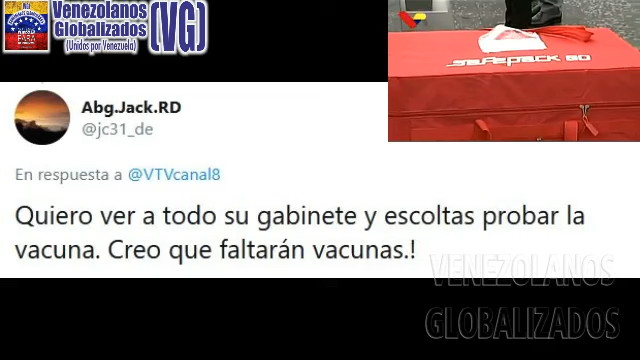 Venezolanos
Globalizados
(Unidos por Venezuela)
(VG)
Abg.Jack.RD
@jc31_de
En respuesta a @VTVcanal8
Quiero ver a todo su gabinete y escoltas probar la
vacuna. Creo que faltarán vacunas.!
VENEZOLANOS
GLOBALIZADOS